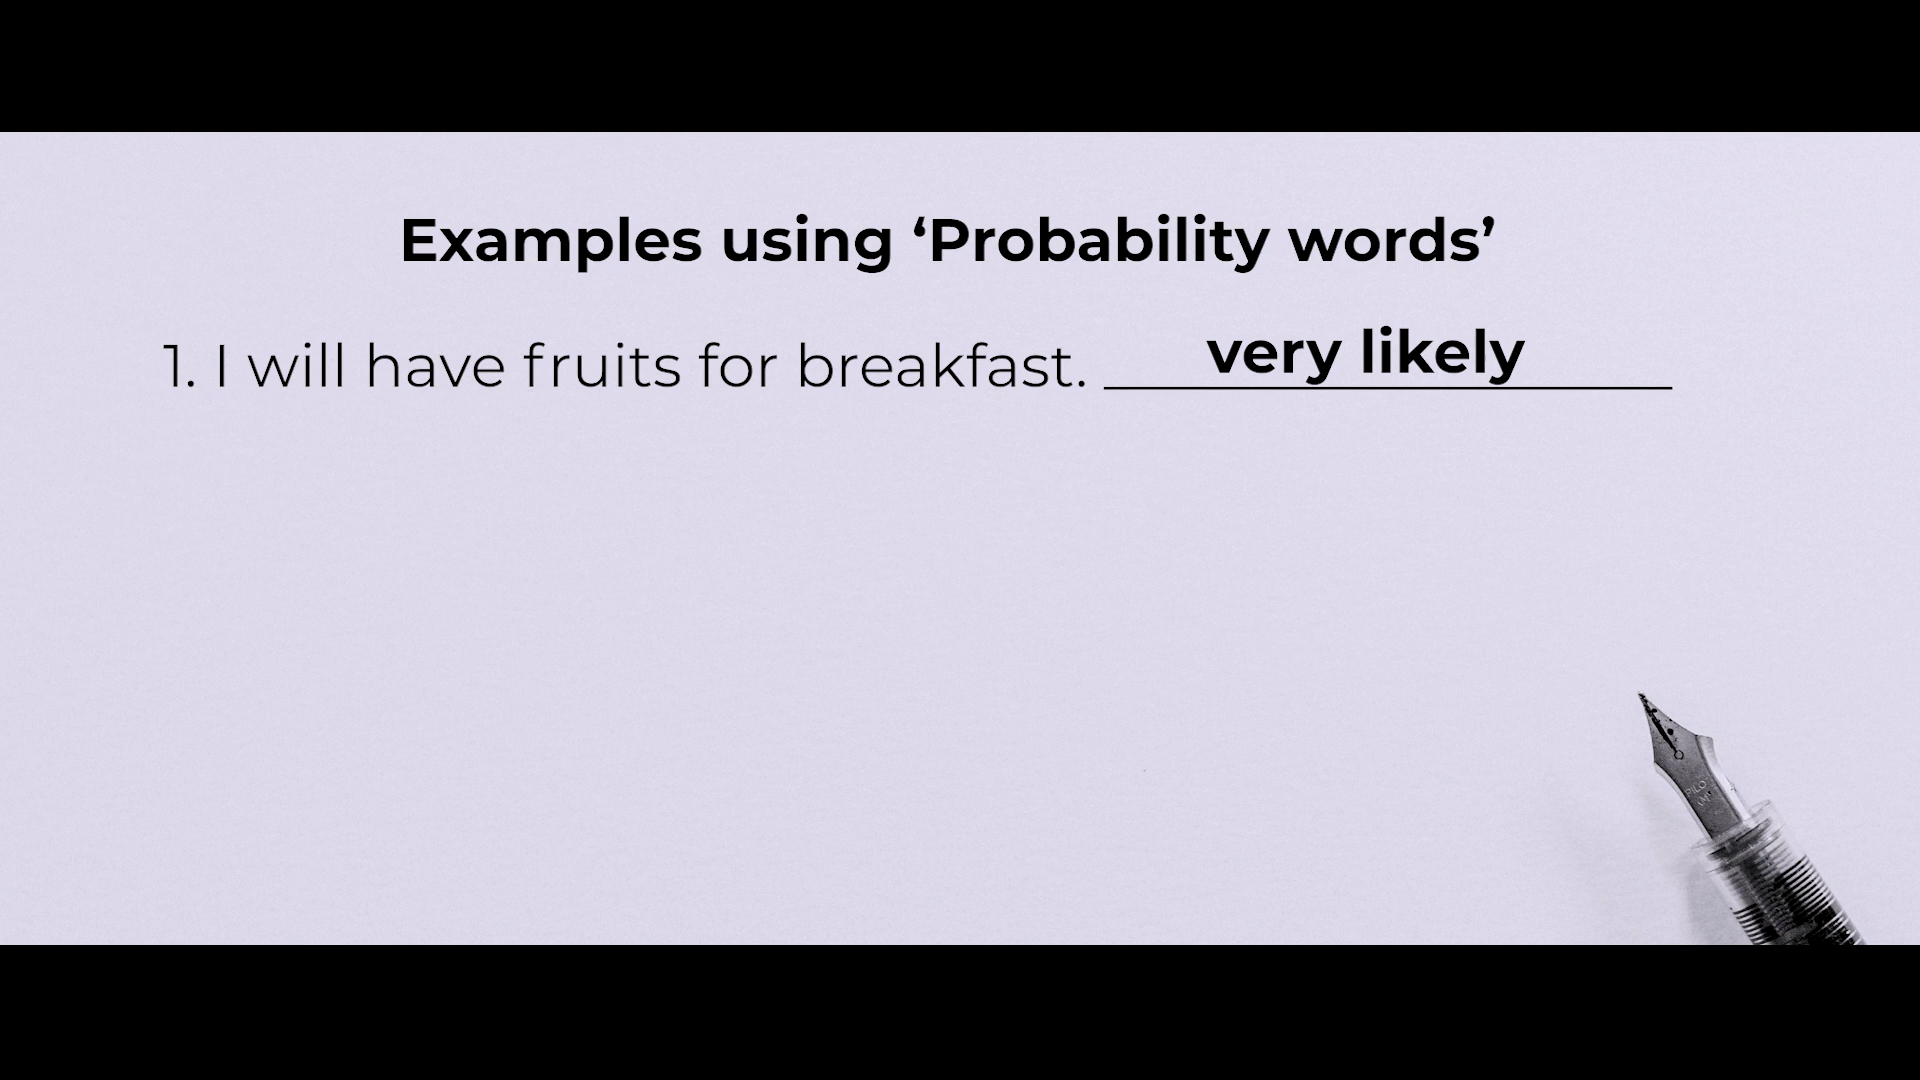 Examples using ‘Probability words’
1. I will have fruits for breakfast. very likely